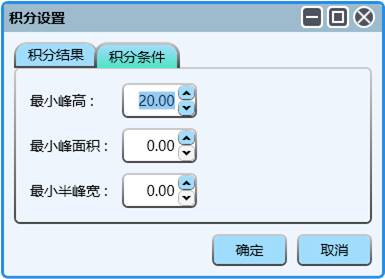 积分设置
积分结果 积分条件
最小峰高： 20.00
最小峰面积： 0.00
最小半峰宽： 0.00
确定 取消